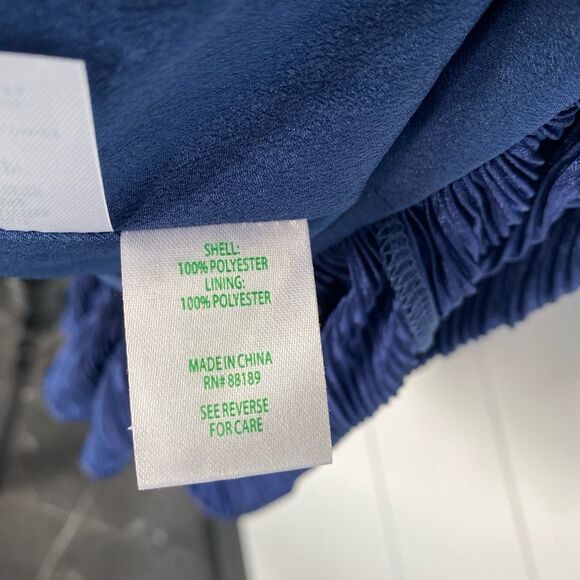 SHELL:
100% POLYESTER
LINING:
100% POLYESTER
MADE IN CHINA
RN# 88189
SEE REVERSE
FOR CARE